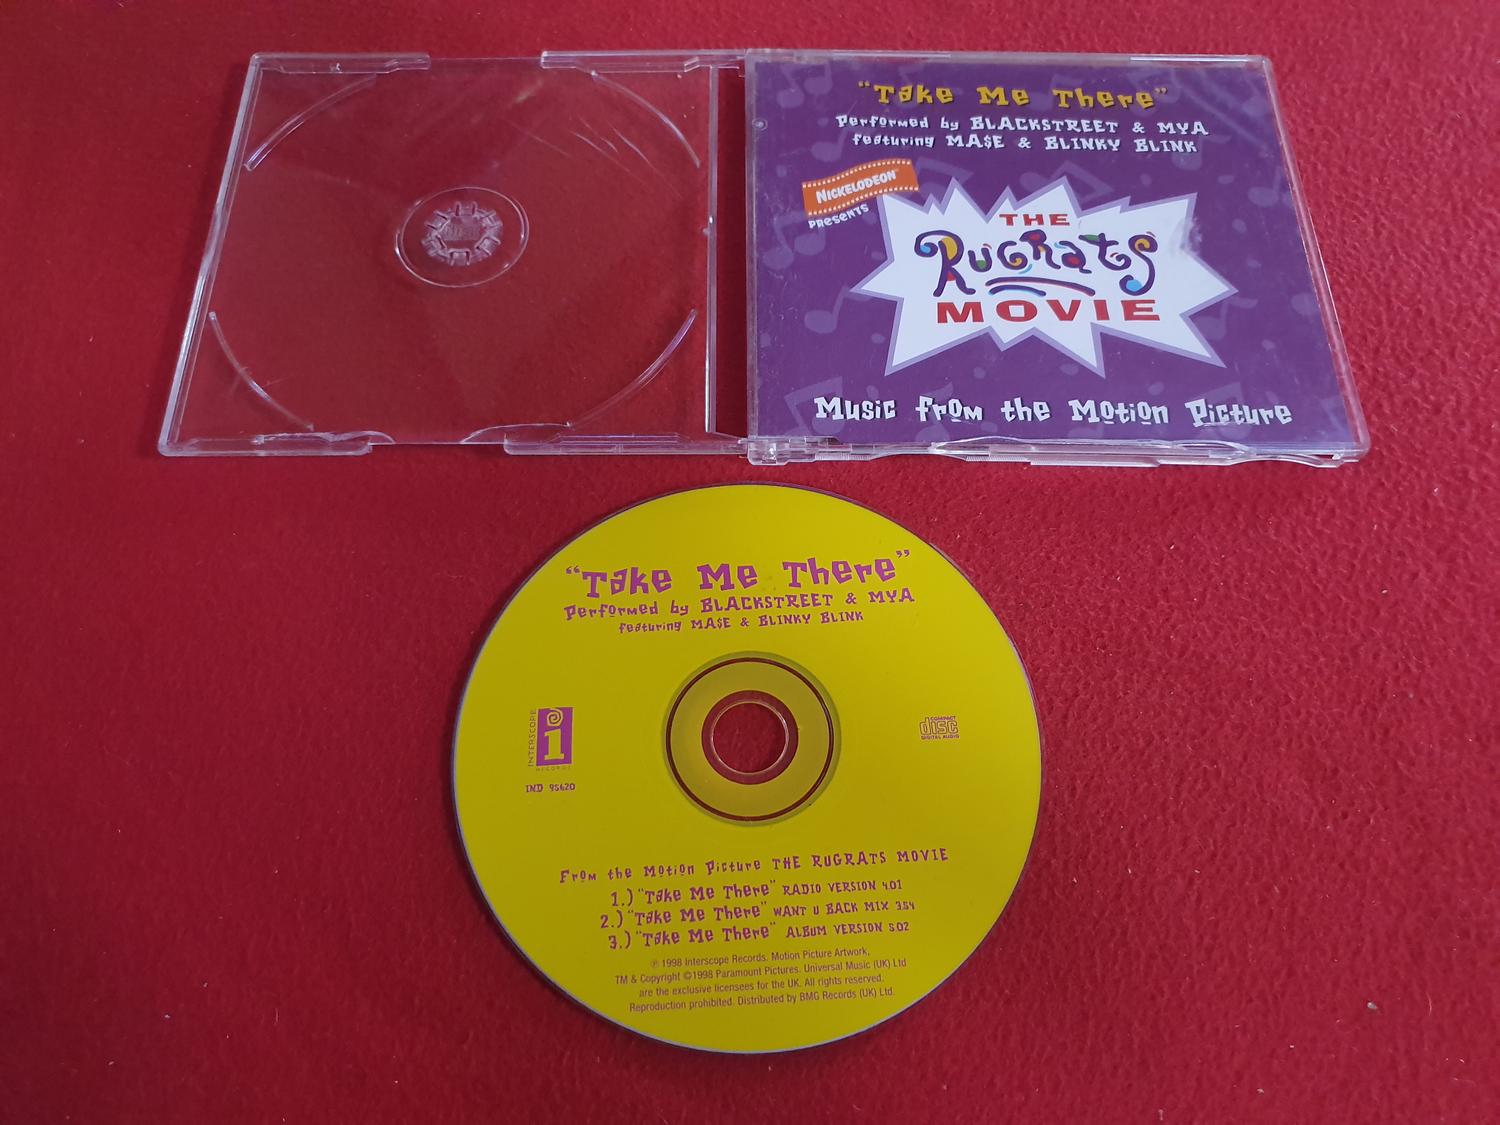 "Take Me There"
Performed by BLACKSTREET & MYA
featuring MA$E & BLINKY BLINK
NICKELODEON™
PRESENTS
THE
RUGRATS
MOVIE
Music from the Motion Picture
"Take Me There"
Performed by BLACKSTREET & MYA
featuring MA$E & BLINKY BLINK
INTERSCOPE
i
RECORDS
IND 95620
COMPACT
disc
DIGITAL AUDIO
From the Motion Picture THE RUGRATS MOVIE
1.) "Take Me There" RADIO VERSION 4.01
2.) "Take Me There" WANT U BACK MIX 3.54
3.) "Take Me There" ALBUM VERSION 5.02
℗ 1998 Interscope Records. Motion Picture Artwork,
TM & Copyright ©1998 Paramount Pictures. Universal Music (UK) Ltd
are the exclusive licensees for the UK. All rights reserved.
Reproduction prohibited. Distributed by BMG Records (UK) Ltd.